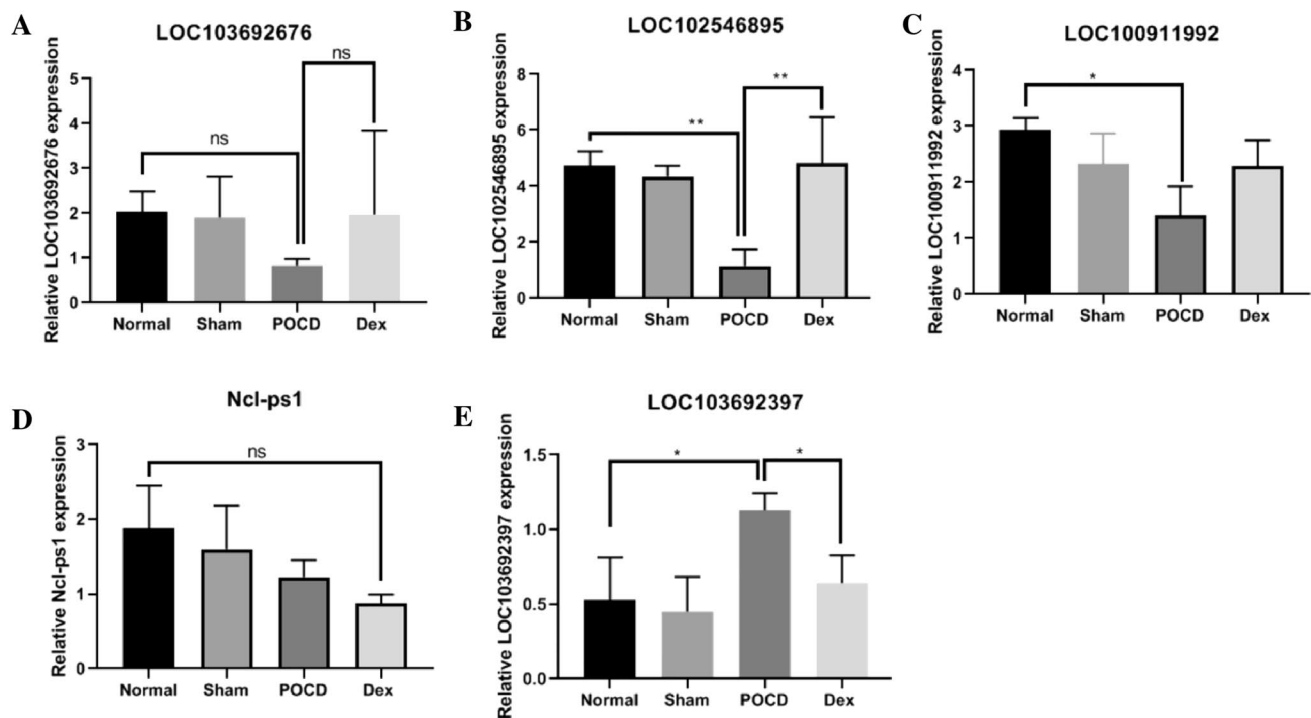 A
LOC103692676
Relative LOC103692676 expression
5
4
3
2
1
0
ns
ns
Normal
Sham
POCD
Dex
B
LOC102546895
Relative LOC102546895 expression
8
6
4
2
0
**
**
Normal
Sham
POCD
Dex
C
LOC100911992
Relative LOC100911992 expression
4
3
2
1
0
*
Normal
Sham
POCD
Dex
D
Ncl-ps1
Relative Ncl-ps1 expression
3
2
1
0
ns
Normal
Sham
POCD
Dex
E
LOC103692397
Relative LOC103692397 expression
1.5
1.0
0.5
0.0
*
*
Normal
Sham
POCD
Dex